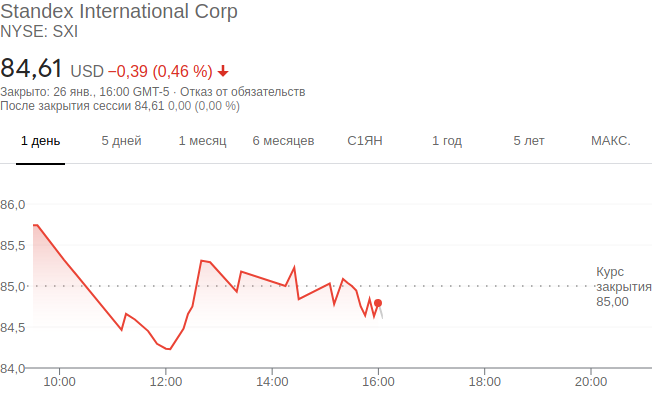 Standex International Corp
NYSE: SXI
84,61 USD −0,39 (0,46 %)
Закрыто: 26 янв., 16:00 GMT-5 · Отказ от обязательств
После закрытия сессии 84,61 0,00 (0,00 %)
1 день 5 дней 1 месяц 6 месяцев С1ЯН 1 год 5 лет МАКС.
86,0
85,5
Курс
85,0 закрытия
85,00
84,5
84,0
10:00 12:00 14:00 16:00 18:00 20:00